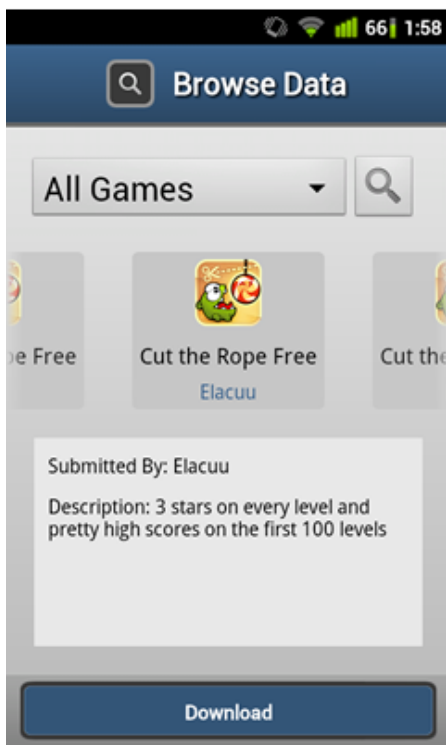 66 1:58
Browse Data
All Games
pe Free
Cut the Rope Free
Cut the
Elacuu
Submitted By: Elacuu
Description: 3 stars on every level and
pretty high scores on the first 100 levels
Download